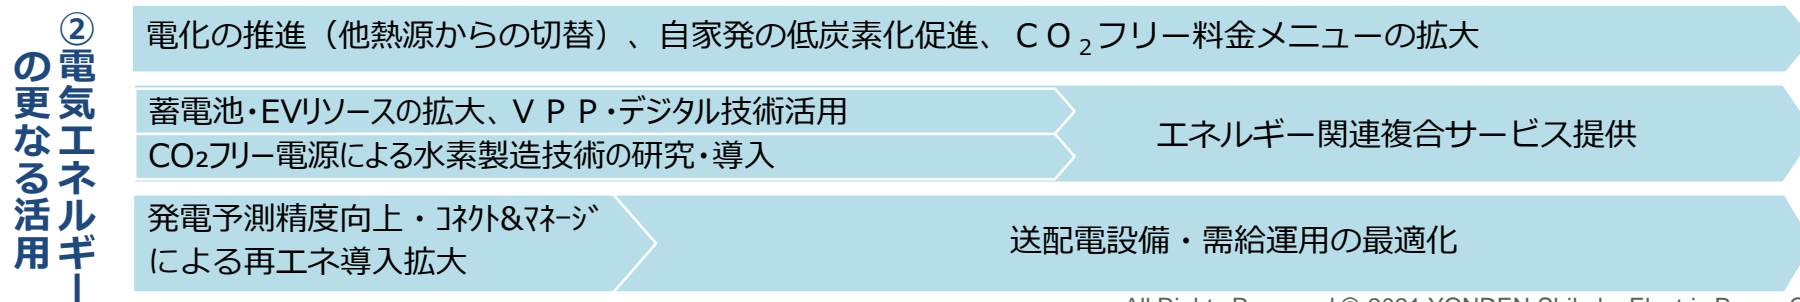 ②電気エネルギー
の更なる活用
電化の推進（他熱源からの切替）、自家発の低炭素化促進、ＣＯ₂フリー料金メニューの拡大
蓄電池・EVリソースの拡大、ＶＰＰ・デジタル技術活用
CO₂フリー電源による水素製造技術の研究・導入
エネルギー関連複合サービス提供
発電予測精度向上・ｺﾈｸﾄ&ﾏﾈｰｼﾞ
による再エネ導入拡大
送配電設備・需給運用の最適化